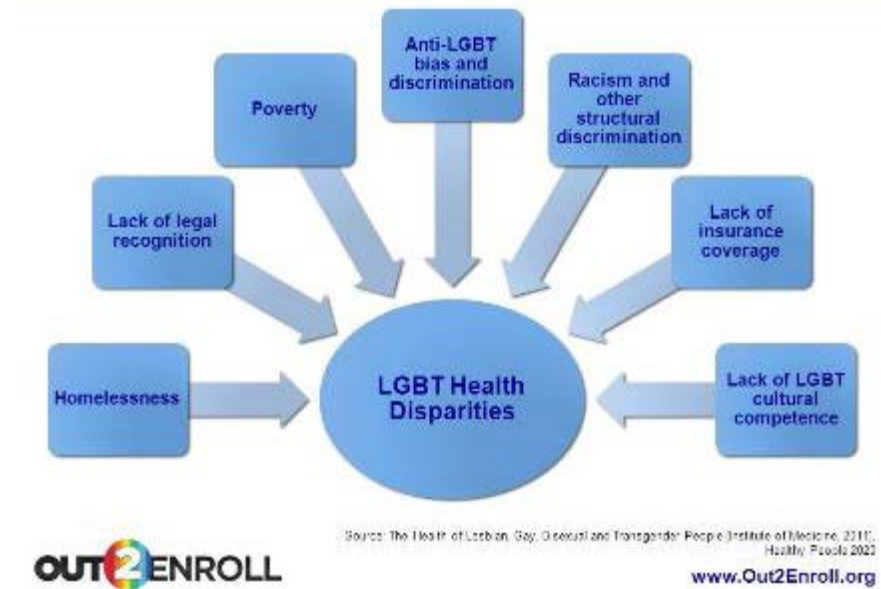 Anti-LGBT
bias and
discrimination
Poverty
Racism and
other
structural
discrimination
Lack of legal
recognition
Lack of
insurance
coverage
Homelessness
LGBT Health
Disparities
Lack of LGBT
cultural
competence
Source: The Health of Lesbian, Gay, Bisexual and Transgender People (Institute of Medicine, 2011),
Healthy People 2020
OUT2ENROLL
www.Out2Enroll.org